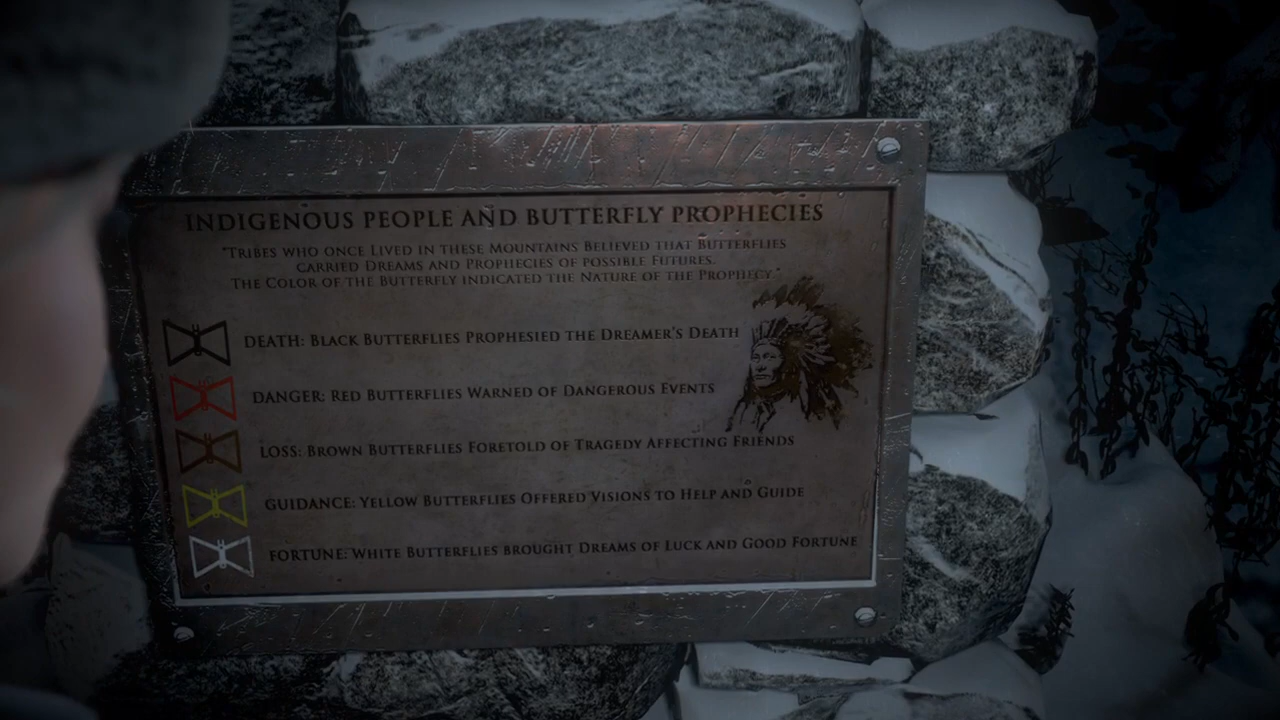 INDIGENOUS PEOPLE AND BUTTERFLY PROPHECIES
"TRIBES WHO ONCE LIVED IN THESE MOUNTAINS BELIEVED THAT BUTTERFLIES
CARRIED DREAMS AND PROPHECIES OF POSSIBLE FUTURES.
THE COLOR OF THE BUTTERFLY INDICATED THE NATURE OF THE PROPHECY."
DEATH: BLACK BUTTERFLIES PROPHESIED THE DREAMER'S DEATH
DANGER: RED BUTTERFLIES WARNED OF DANGEROUS EVENTS
LOSS: BROWN BUTTERFLIES FORETOLD OF TRAGEDY AFFECTING FRIENDS
GUIDANCE: YELLOW BUTTERFLIES OFFERED VISIONS TO HELP AND GUIDE
FORTUNE: WHITE BUTTERFLIES BROUGHT DREAMS OF LUCK AND GOOD FORTUNE